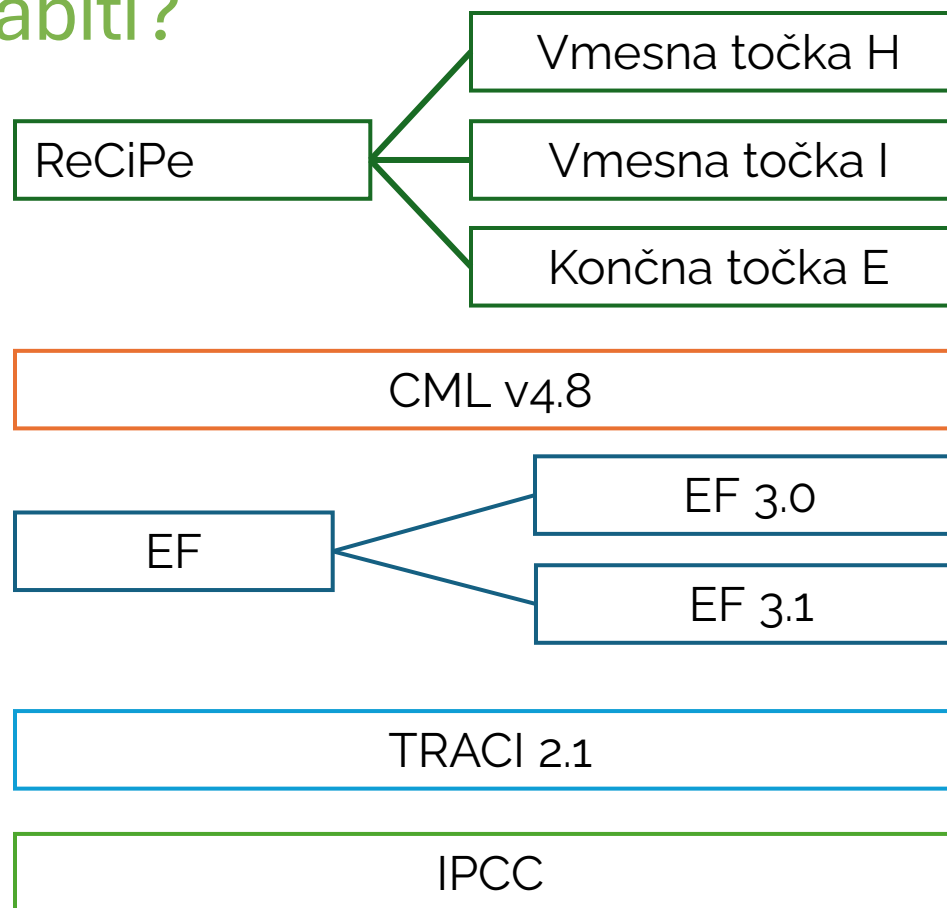 abiti?
Vmesna točka H
ReCiPe
Vmesna točka I
Končna točka E
CML v4.8
EF 3.0
EF
EF 3.1
TRACI 2.1
IPCC